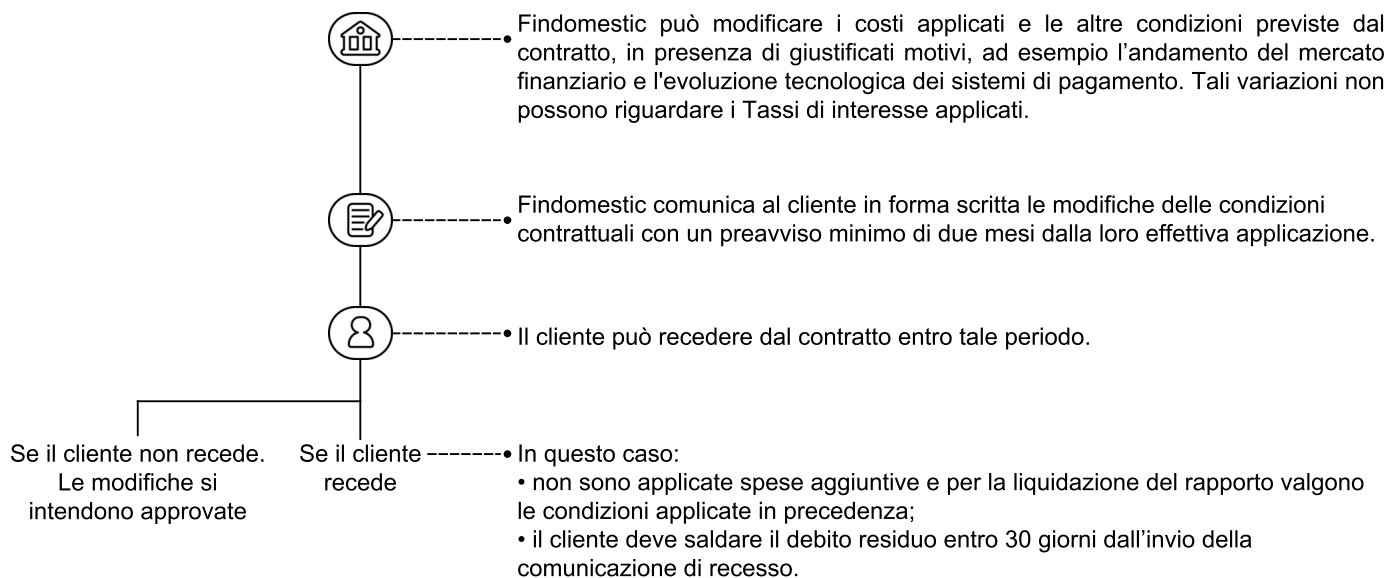 Findomestic può modificare i costi applicati e le altre condizioni previste dal
contratto, in presenza di giustificati motivi, ad esempio l’andamento del mercato
finanziario e l'evoluzione tecnologica dei sistemi di pagamento. Tali variazioni non
possono riguardare i Tassi di interesse applicati.
Findomestic comunica al cliente in forma scritta le modifiche delle condizioni
contrattuali con un preavviso minimo di due mesi dalla loro effettiva applicazione.
Il cliente può recedere dal contratto entro tale periodo.
Se il cliente non recede.
Le modifiche si
intendono approvate
Se il cliente
recede
In questo caso:
• non sono applicate spese aggiuntive e per la liquidazione del rapporto valgono
le condizioni applicate in precedenza;
• il cliente deve saldare il debito residuo entro 30 giorni dall’invio della
comunicazione di recesso.